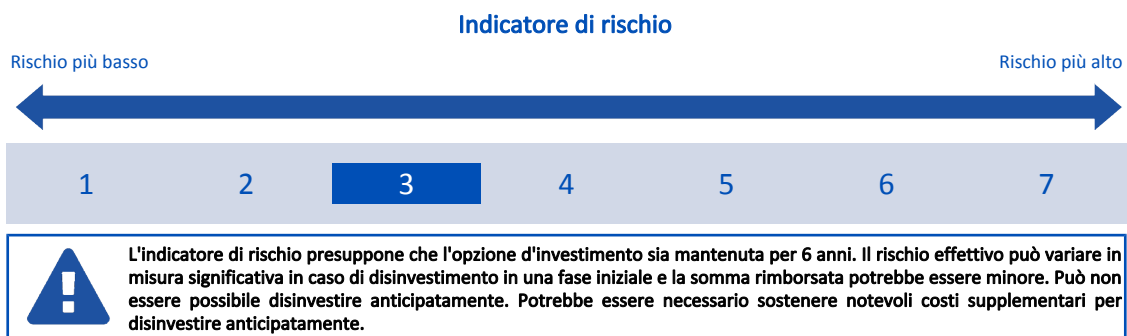 Indicatore di rischio
Rischio più basso Rischio più alto
1 2 3 4 5 6 7
L'indicatore di rischio presuppone che l'opzione d'investimento sia mantenuta per 6 anni. Il rischio effettivo può variare in
misura significativa in caso di disinvestimento in una fase iniziale e la somma rimborsata potrebbe essere minore. Può non
essere possibile disinvestire anticipatamente. Potrebbe essere necessario sostenere notevoli costi supplementari per
disinvestire anticipatamente.